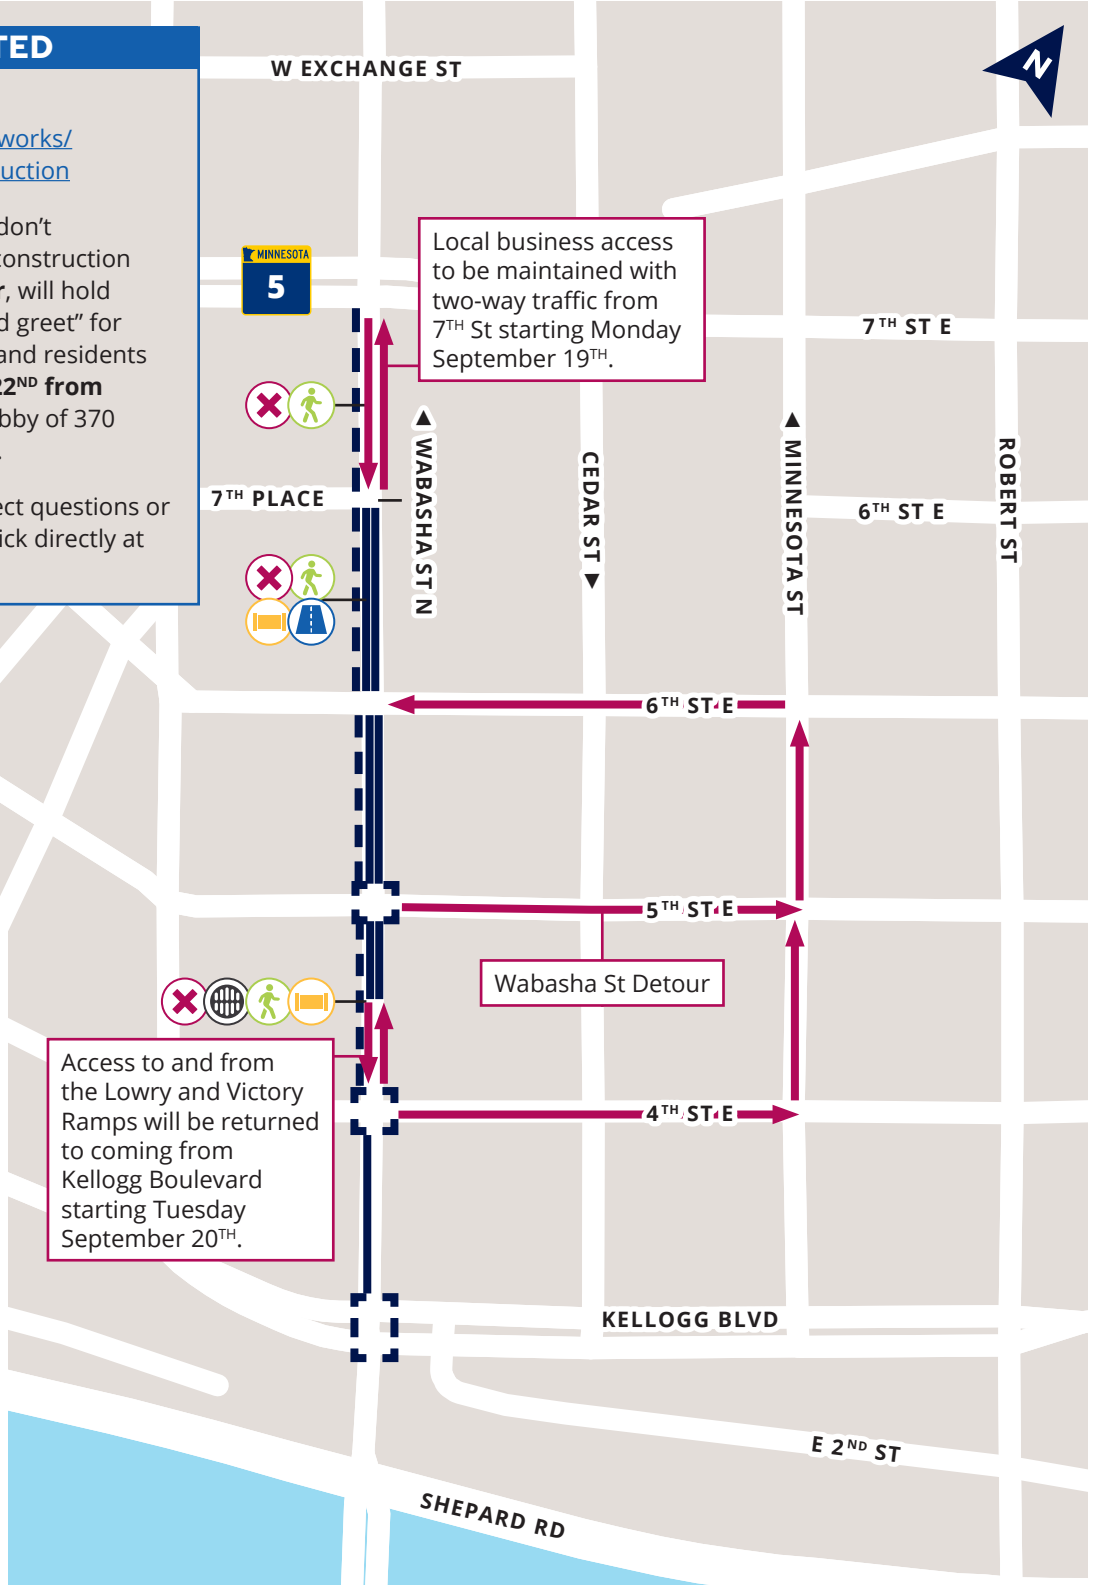 TED
works/
uction
don't
construction
r, will hold
d greet" for
and residents
22ND from
bby of 370
.
ect questions or
ick directly at
W EXCHANGE ST
N
MINNESOTA
5
Local business access
to be maintained with
two-way traffic from
7TH St starting Monday
September 19TH.
7TH ST E
▲ WABASHA ST N
CEDAR ST ▼
▲ MINNESOTA ST
ROBERT ST
7TH PLACE
6TH ST E
6TH ST E
5TH ST E
Wabasha St Detour
Access to and from
the Lowry and Victory
Ramps will be returned
to coming from
Kellogg Boulevard
starting Tuesday
September 20TH.
4TH ST E
KELLOGG BLVD
E 2ND ST
SHEPARD RD